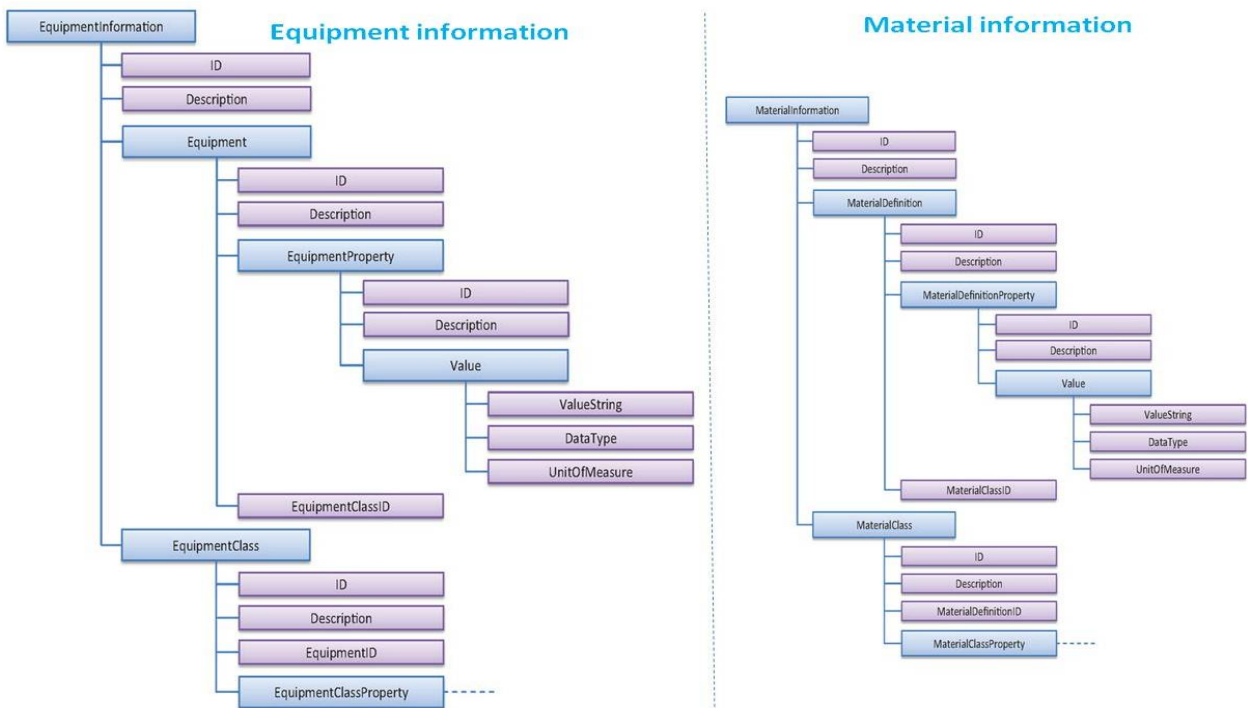 Equipment information
EquipmentInformation
ID
Description
Equipment
ID
Description
EquipmentProperty
ID
Description
Value
ValueString
DataType
UnitOfMeasure
EquipmentClassID
EquipmentClass
ID
Description
EquipmentID
EquipmentClassProperty
Material information
MaterialInformation
ID
Description
MaterialDefinition
ID
Description
MaterialDefinitionProperty
ID
Description
Value
ValueString
DataType
UnitOfMeasure
MaterialClassID
MaterialClass
ID
Description
MaterialDefinitionID
MaterialClassProperty